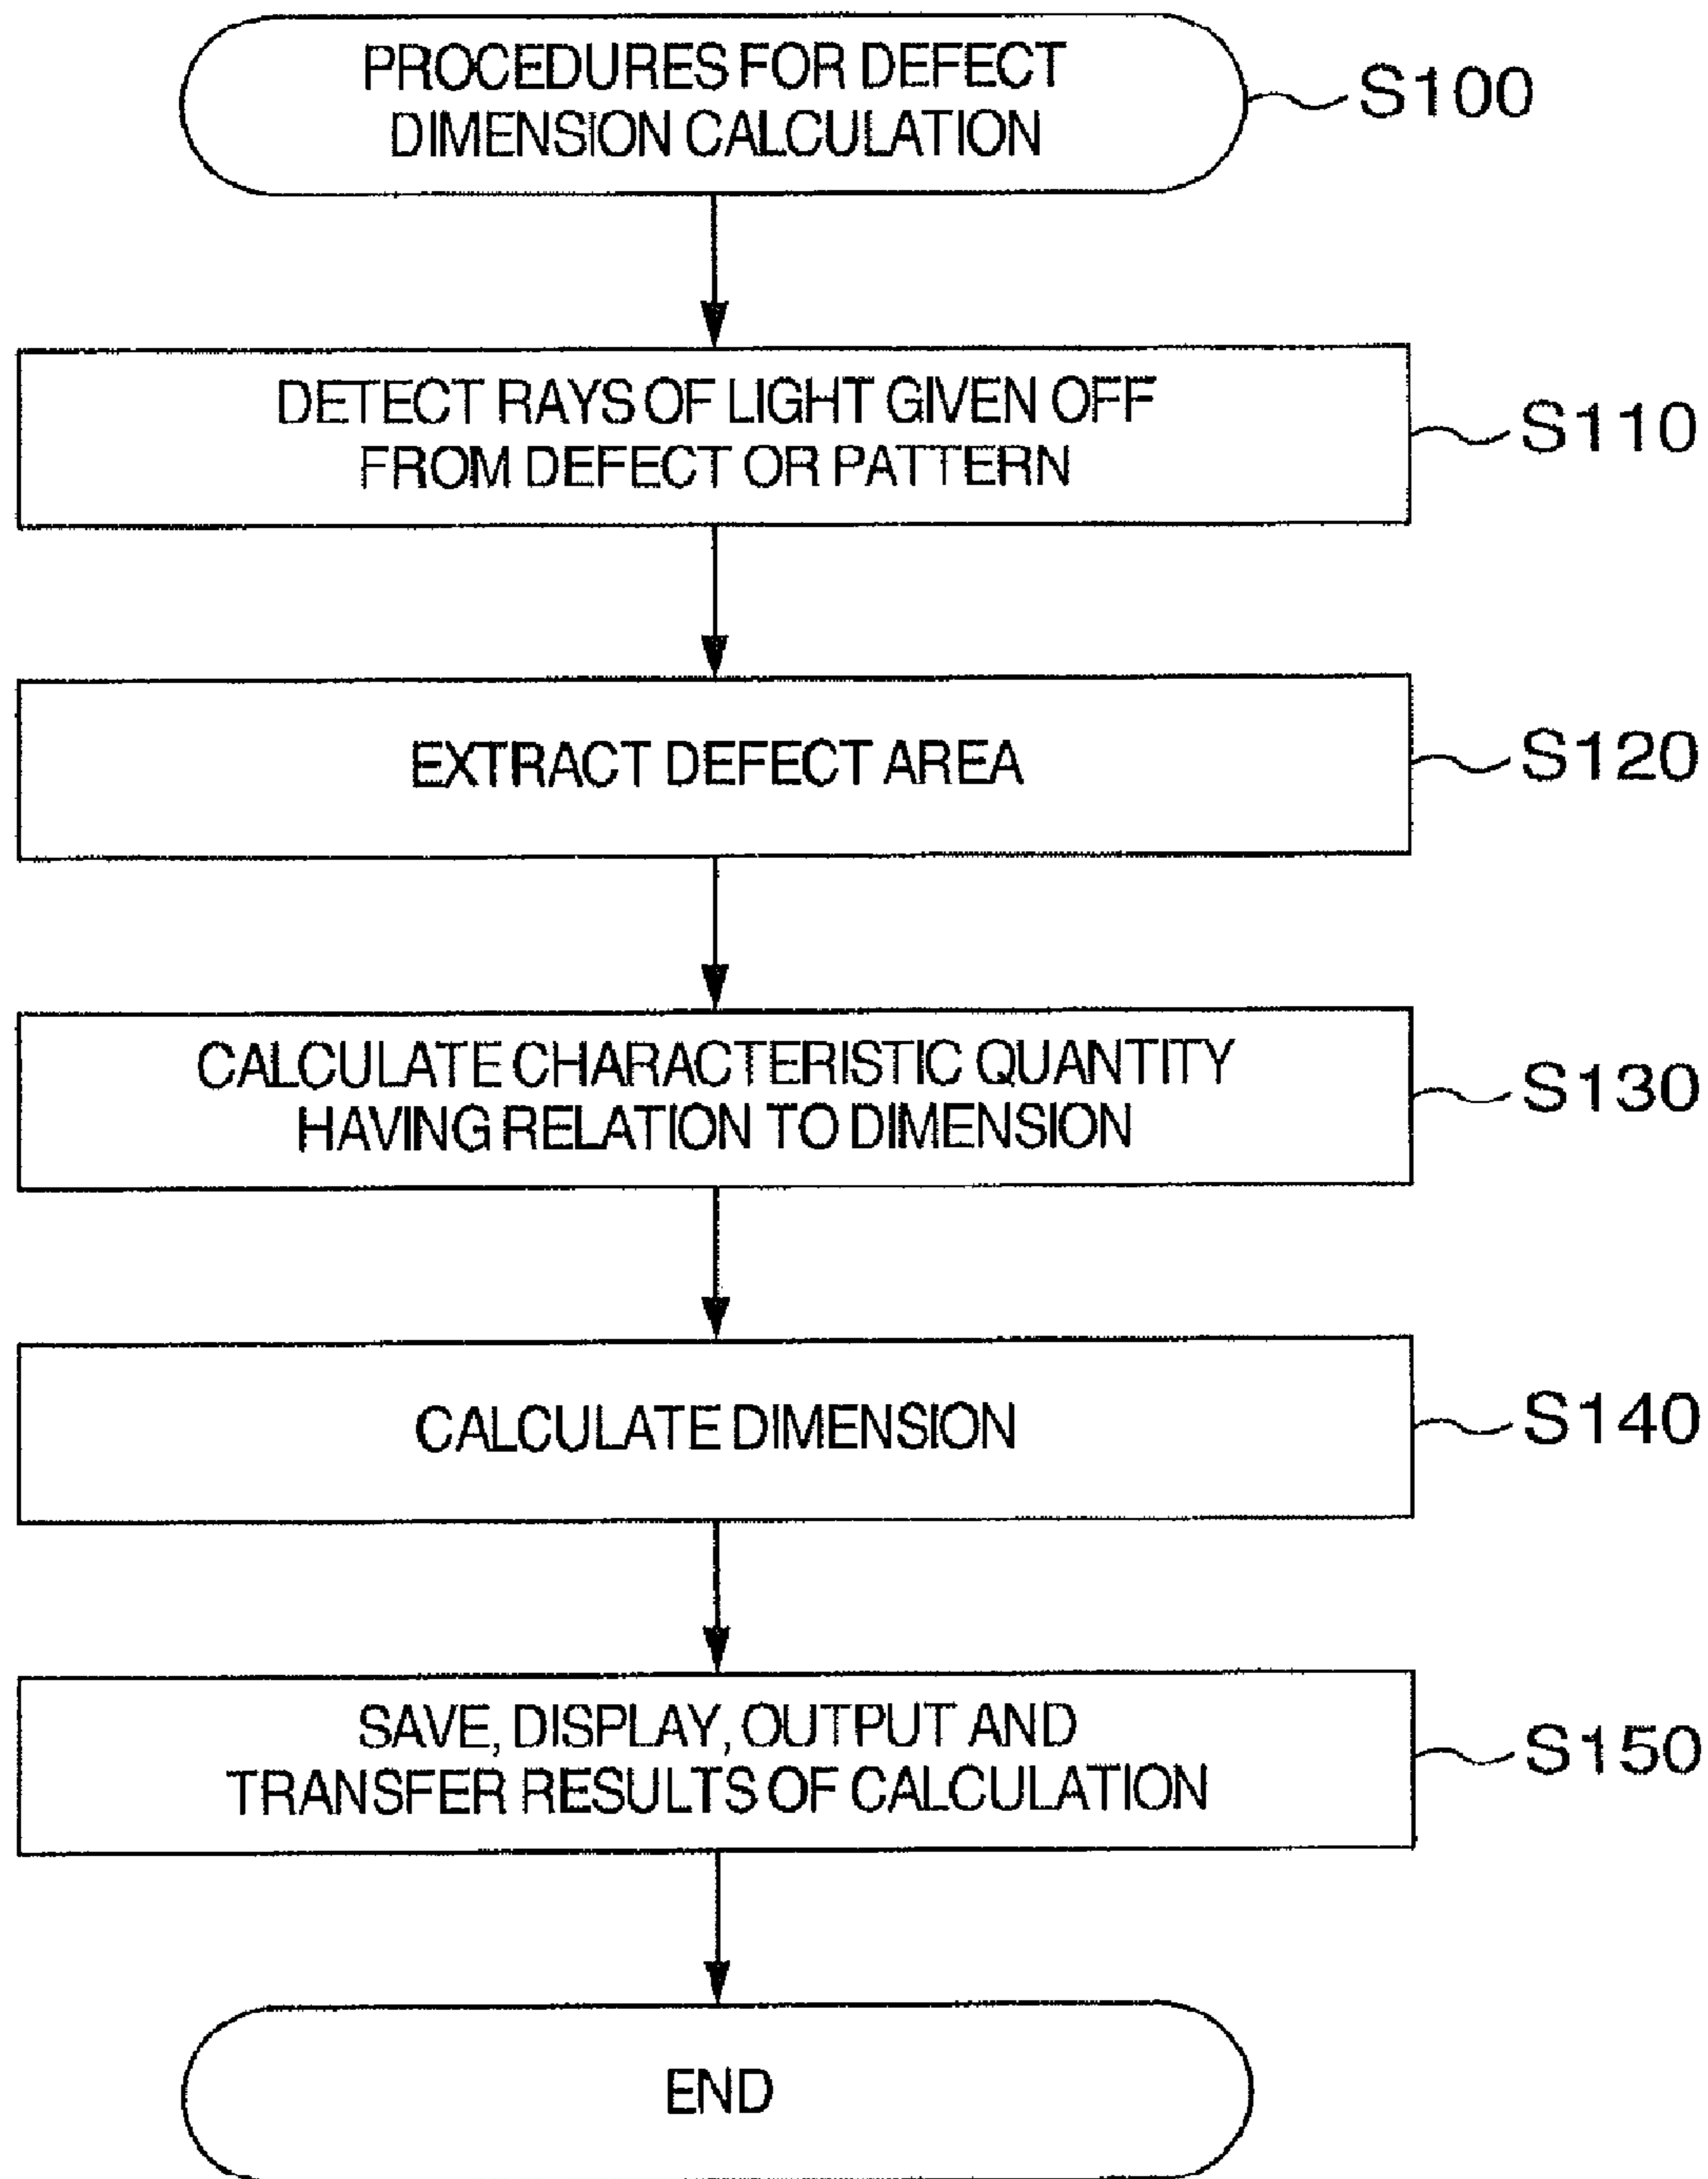 PROCEDURES FOR DEFECT
DIMENSION CALCULATION
S100
DETECT RAYS OF LIGHT GIVEN OFF
FROM DEFECT OR PATTERN
S110
EXTRACT DEFECT AREA
S120
CALCULATE CHARACTERISTIC QUANTITY
HAVING RELATION TO DIMENSION
S130
CALCULATE DIMENSION
S140
SAVE, DISPLAY, OUTPUT AND
TRANSFER RESULTS OF CALCULATION
S150
END